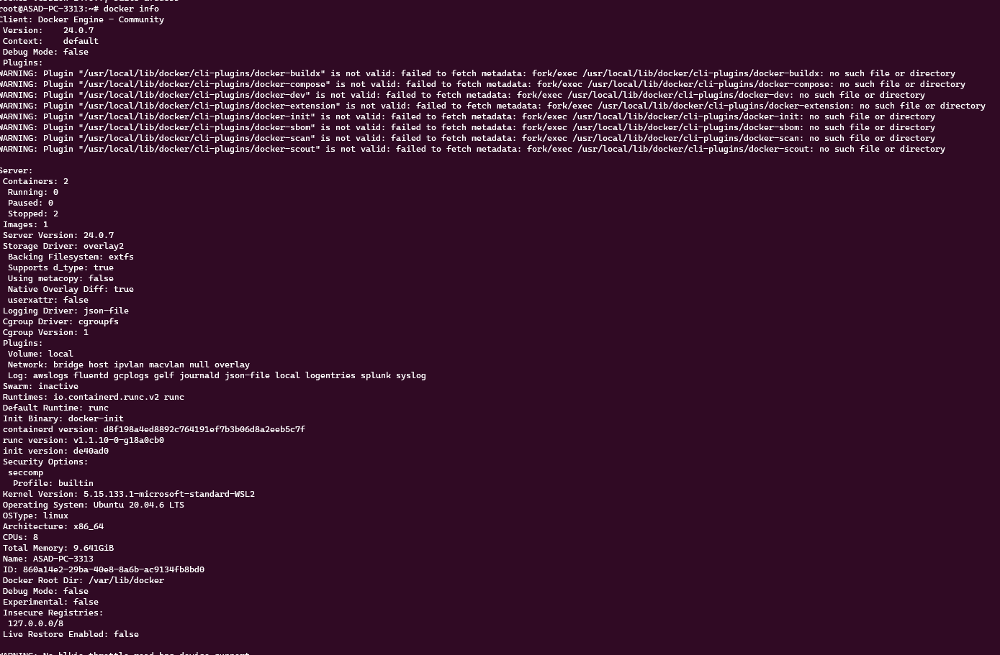 root@ASAD-PC-3313:~# docker info
Client: Docker Engine - Community
Version:    24.0.7
Context:    default
Debug Mode: false
Plugins:
WARNING: Plugin "/usr/local/lib/docker/cli-plugins/docker-buildx" is not valid: failed to fetch metadata: fork/exec /usr/local/lib/docker/cli-plugins/docker-buildx: no such file or directory
WARNING: Plugin "/usr/local/lib/docker/cli-plugins/docker-compose" is not valid: failed to fetch metadata: fork/exec /usr/local/lib/docker/cli-plugins/docker-compose: no such file or directory
WARNING: Plugin "/usr/local/lib/docker/cli-plugins/docker-dev" is not valid: failed to fetch metadata: fork/exec /usr/local/lib/docker/cli-plugins/docker-dev: no such file or directory
WARNING: Plugin "/usr/local/lib/docker/cli-plugins/docker-extension" is not valid: failed to fetch metadata: fork/exec /usr/local/lib/docker/cli-plugins/docker-extension: no such file or directory
WARNING: Plugin "/usr/local/lib/docker/cli-plugins/docker-init" is not valid: failed to fetch metadata: fork/exec /usr/local/lib/docker/cli-plugins/docker-init: no such file or directory
WARNING: Plugin "/usr/local/lib/docker/cli-plugins/docker-sbom" is not valid: failed to fetch metadata: fork/exec /usr/local/lib/docker/cli-plugins/docker-sbom: no such file or directory
WARNING: Plugin "/usr/local/lib/docker/cli-plugins/docker-scan" is not valid: failed to fetch metadata: fork/exec /usr/local/lib/docker/cli-plugins/docker-scan: no such file or directory
WARNING: Plugin "/usr/local/lib/docker/cli-plugins/docker-scout" is not valid: failed to fetch metadata: fork/exec /usr/local/lib/docker/cli-plugins/docker-scout: no such file or directory
Server:
Containers: 2
Running: 0
Paused: 0
Stopped: 2
Images: 1
Server Version: 24.0.7
Storage Driver: overlay2
Backing Filesystem: extfs
Supports d_type: true
Using metacopy: false
Native Overlay Diff: true
userxattr: false
Logging Driver: json-file
Cgroup Driver: cgroupfs
Cgroup Version: 1
Plugins:
Volume: local
Network: bridge host ipvlan macvlan null overlay
Log: awslogs fluentd gcplogs gelf journald json-file local logentries splunk syslog
Swarm: inactive
Runtimes: io.containerd.runc.v2 runc
Default Runtime: runc
Init Binary: docker-init
containerd version: d8f198a4ed8892c764191ef7b3b06d8a2eeb5c7f
runc version: v1.1.10-0-g18a0cb0
init version: de40ad0
Security Options:
seccomp
Profile: builtin
Kernel Version: 5.15.133.1-microsoft-standard-WSL2
Operating System: Ubuntu 20.04.6 LTS
OSType: linux
Architecture: x86_64
CPUs: 8
Total Memory: 9.641GiB
Name: ASAD-PC-3313
ID: 860a14e2-29ba-40e8-8a6b-ac9134fb8bd0
Docker Root Dir: /var/lib/docker
Debug Mode: false
Experimental: false
Insecure Registries:
127.0.0.0/8
Live Restore Enabled: false
WARNING: No blkio throttle.read_bps_device support